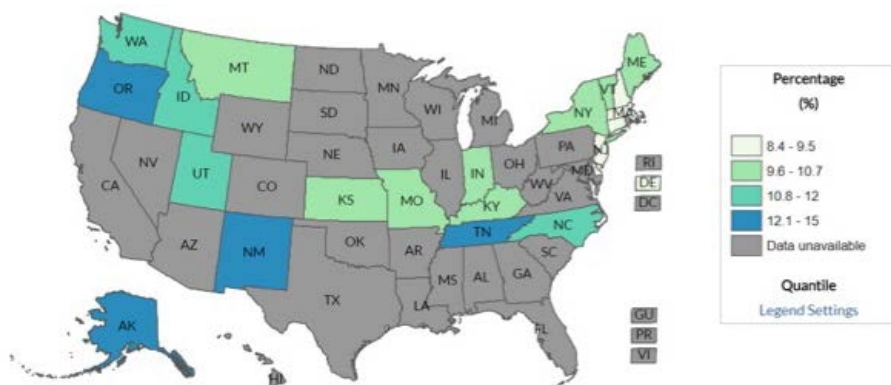 WA
MT
ND
MN
ME
OR
ID
SD
WI
MI
VT
NY
MA
WY
IA
PA
NJ
NE
NV
UT
CO
IL
IN
OH
MD
RI
DE
DC
CA
KS
MO
KY
WV
VA
AZ
NM
OK
AR
TN
NC
SC
MS
AL
GA
TX
LA
FL
AK
HI
GU
PR
VI
Percentage
(%)
8.4 - 9.5
9.6 - 10.7
10.8 - 12
12.1 - 15
Data unavailable
Quantile
Legend Settings